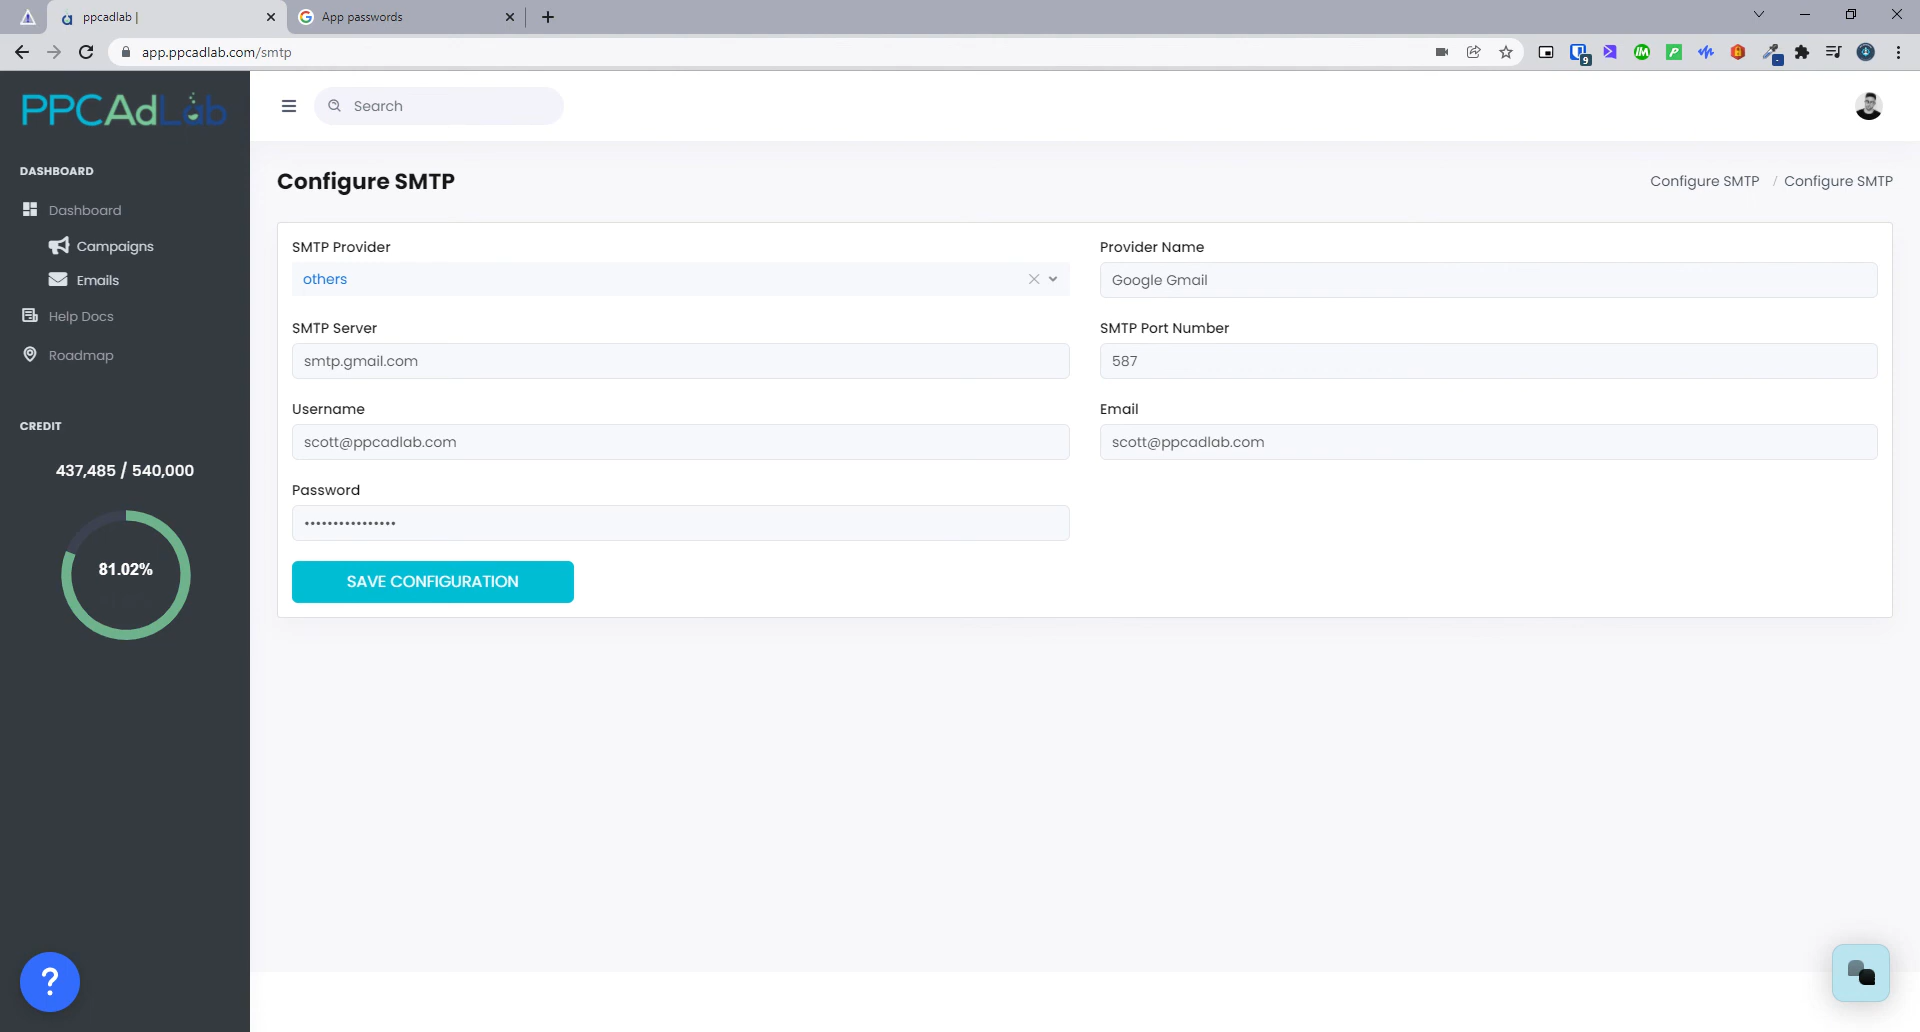 ppcadlab |
App passwords
app.ppcadlab.com/smtp
9
PPCAdLab
Search
DASHBOARD
Dashboard
Campaigns
Emails
Help Docs
Roadmap
CREDIT
437,485 / 540,000
81.02%
Configure SMTP
Configure SMTP / Configure SMTP
SMTP Provider
others
Provider Name
Google Gmail
SMTP Server
smtp.gmail.com
SMTP Port Number
587
Username
scott@ppcadlab.com
Email
scott@ppcadlab.com
Password
••••••••••••••••
SAVE CONFIGURATION
?